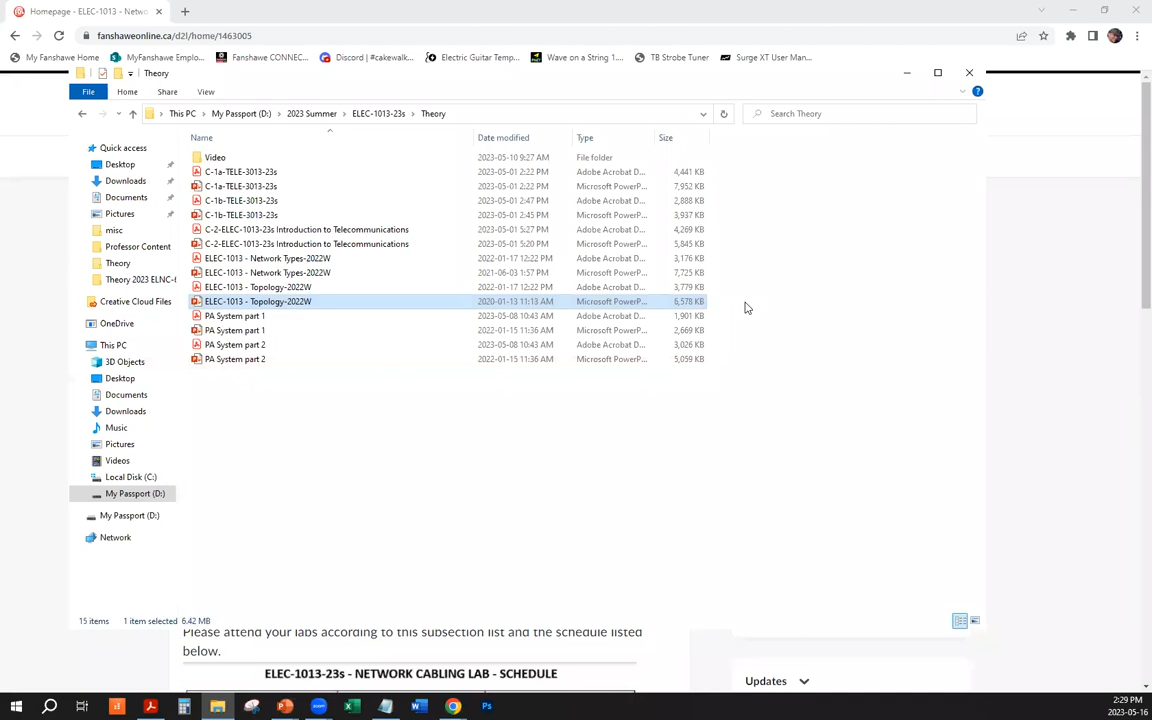 Homepage - ELEC-1013 - Netwo
fanshaweonline.ca/d2l/home/1463005
My Fanshawe Home MyFanshawe Emplo... Fanshawe CONNEC... Discord | #cakewalk... Electric Guitar Temp... Wave on a String 1.... TB Strobe Tuner Surge XT User Man...
Theory
File Home Share View
This PC > My Passport (D:) > 2023 Summer > ELEC-1013-23s > Theory
Search Theory
Name Date modified Type Size
Quick access
Desktop
Downloads
Documents
Pictures
misc
Professor Content
Theory
Theory 2023 ELNC-6
Creative Cloud Files
OneDrive
This PC
3D Objects
Desktop
Documents
Downloads
Music
Pictures
Videos
Local Disk (C:)
My Passport (D:)
My Passport (D:)
Network
Video 2023-05-10 9:27 AM File folder
C-1a-TELE-3013-23s 2023-05-01 2:22 PM Adobe Acrobat D... 4,441 KB
C-1a-TELE-3013-23s 2023-05-01 2:22 PM Microsoft PowerP... 7,952 KB
C-1b-TELE-3013-23s 2023-05-01 2:47 PM Adobe Acrobat D... 2,888 KB
C-1b-TELE-3013-23s 2023-05-01 2:45 PM Microsoft PowerP... 3,937 KB
C-2-ELEC-1013-23s Introduction to Telecommunications 2023-05-01 5:27 PM Adobe Acrobat D... 4,269 KB
C-2-ELEC-1013-23s Introduction to Telecommunications 2023-05-01 5:20 PM Microsoft PowerP... 5,845 KB
ELEC-1013 - Network Types-2022W 2022-01-17 12:22 PM Adobe Acrobat D... 3,176 KB
ELEC-1013 - Network Types-2022W 2021-06-03 1:57 PM Microsoft PowerP... 7,725 KB
ELEC-1013 - Topology-2022W 2022-01-17 12:22 PM Adobe Acrobat D... 3,779 KB
ELEC-1013 - Topology-2022W 2020-01-13 11:13 AM Microsoft PowerP... 6,578 KB
PA System part 1 2023-05-08 10:43 AM Adobe Acrobat D... 1,901 KB
PA System part 1 2022-01-15 11:36 AM Microsoft PowerP... 2,669 KB
PA System part 2 2023-05-08 10:43 AM Adobe Acrobat D... 3,026 KB
PA System part 2 2022-01-15 11:36 AM Microsoft PowerP... 5,059 KB
15 items 1 item selected 6.42 MB
Please attend your labs according to this subsection list and the schedule listed
below.
ELEC-1013-23s - NETWORK CABLING LAB - SCHEDULE
Updates
2:29 PM
2023-05-16